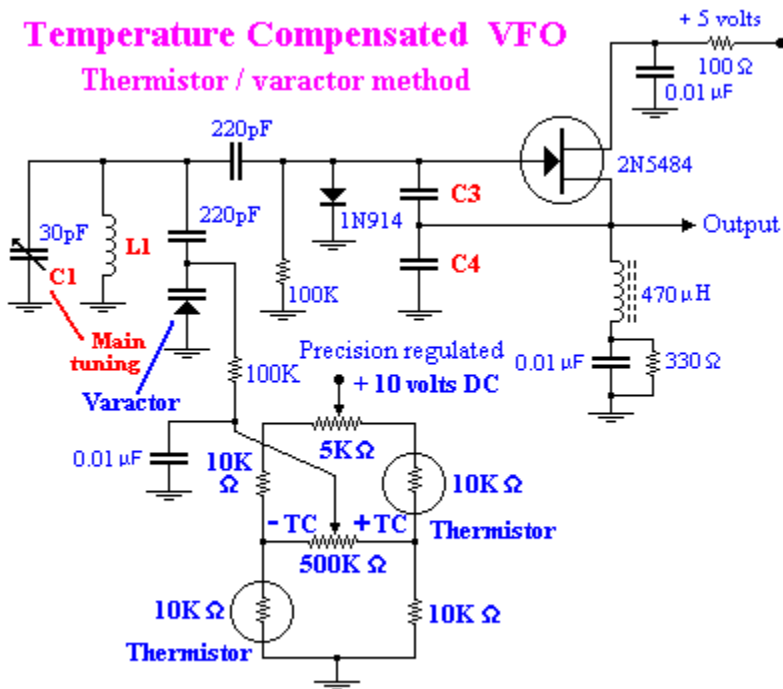 Temperature Compensated VFO
Thermistor / varactor method
+ 5 volts
100 Ω
0.01 µF
220pF
2N5484
C3
1N914
220pF
30pF
L1
C1
Output
C4
100K
470 µH
Main
tuning
Precision regulated
+ 10 volts DC
0.01 µF
330 Ω
100K
Varactor
5K Ω
0.01 µF
10K
Ω
10K Ω
Thermistor
- TC
+ TC
500K Ω
10K Ω
10K Ω
Thermistor